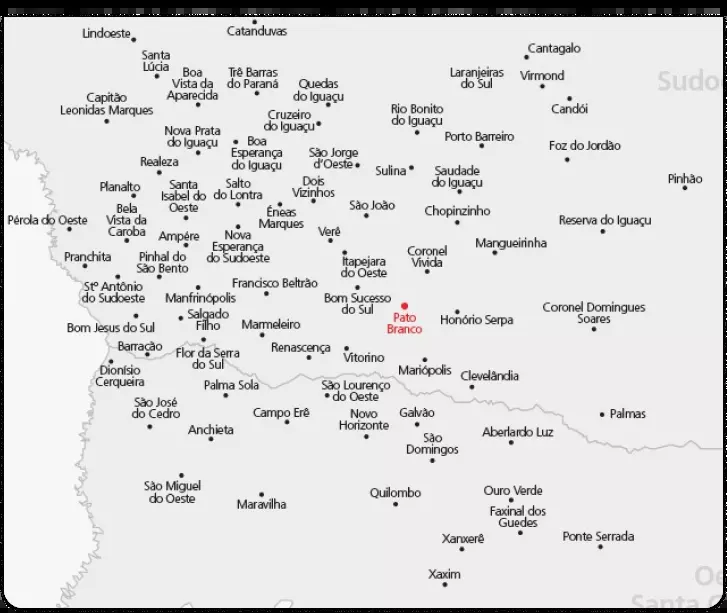 Lindoeste
Catanduvas
Cantagalo
Santa
Lúcia
Boa
Vista da
Aparecida
Trê Barras
do Paraná
Quedas
do Iguaçu
Laranjeiras
do Sul
Virmond
Sudo
Capitão
Leonidas Marques
Cruzeiro
do Iguaçu
Rio Bonito
do Iguaçu
Candói
Nova Prata
do Iguaçu
Boa
Esperança
do Iguaçu
São Jorge
d'Oeste
Porto Barreiro
Foz do Jordão
Realeza
Sulina
Saudade
do Iguaçu
Pinhão
Planalto
Santa
Isabel do
Oeste
Salto
do Lontra
Dois
Vizinhos
São João
Chopinzinho
Pérola do Oeste
Bela
Vista da
Caroba
Éneas
Marques
Reserva do Iguaçu
Ampére
Nova
Esperança
do Sudoeste
Verê
Mangueirinha
Pranchita
Pinhal do
São Bento
Itapejara
do Oeste
Coronel
Vivida
Stº Antônio
do Sudoeste
Manfrinópolis
Francisco Beltrão
Bom Sucesso
do Sul
Pato
Branco
Honório Serpa
Coronel Domingues
Soares
Bom Jesus do Sul
Salgado
Filho
Marmeleiro
Barracão
Flor da Serra
do Sul
Renascença
Vitorino
Mariópolis
Clevelândia
Dionísio
Cerqueira
Palma Sola
São Lourenço
do Oeste
São José
do Cedro
Campo Erê
Novo
Horizonte
Galvão
Palmas
Anchieta
São
Domingos
Aberlardo Luz
São Miguel
do Oeste
Maravilha
Quilombo
Ouro Verde
Faxinal dos
Guedes
Xanxerê
Ponte Serrada
Xaxim
Oe
Santa C